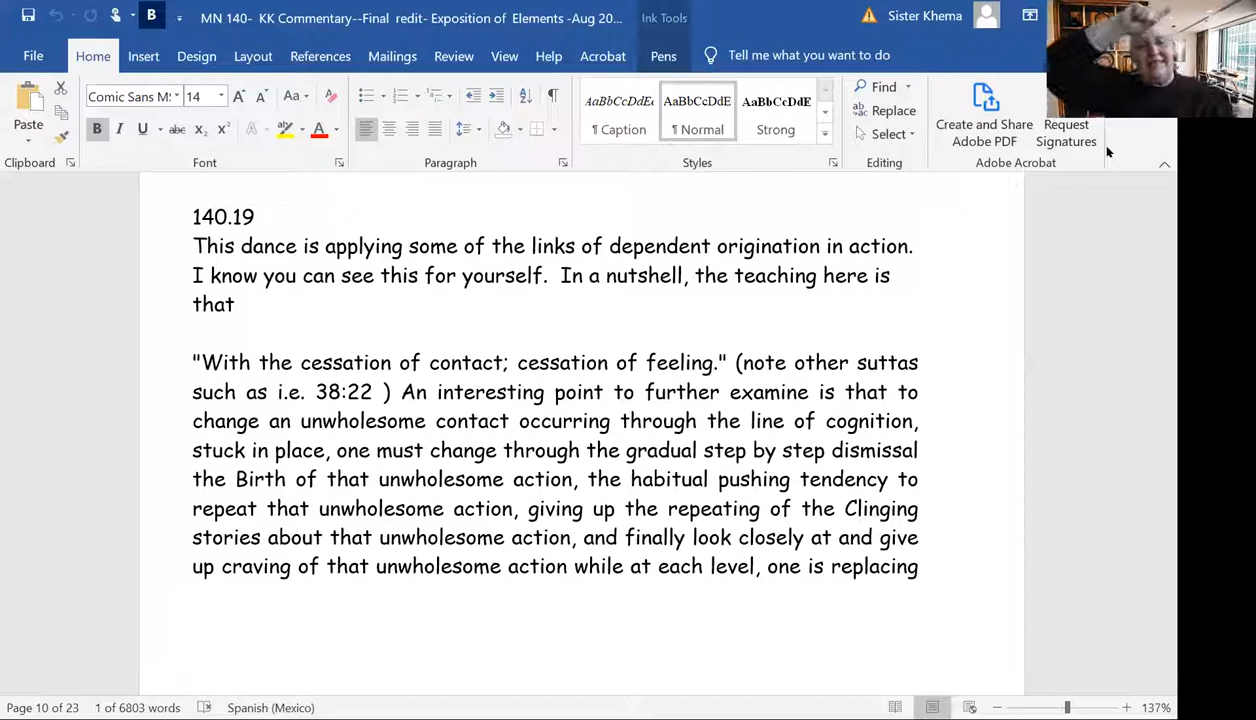 MN 140- KK Commentary--Final redit- Exposition of Elements -Aug 20...
Ink Tools
Sister Khema
File
Home
Insert
Design
Layout
References
Mailings
Review
View
Help
Acrobat
Pens
Tell me what you want to do
Paste
Clipboard
Comic Sans M
14
Aa
B I U abc X₂ X²
Font
Paragraph
AaBbCcDdE
¶ Caption
AaBbCcDdE
¶ Normal
AaBbCcDdE
Strong
Styles
Find
Replace
Select
Editing
Create and Share
Adobe PDF
Request
Signatures
Adobe Acrobat
140.19
This dance is applying some of the links of dependent origination in action.
I know you can see this for yourself. In a nutshell, the teaching here is
that
"With the cessation of contact; cessation of feeling." (note other suttas
such as i.e. 38:22 ) An interesting point to further examine is that to
change an unwholesome contact occurring through the line of cognition,
stuck in place, one must change through the gradual step by step dismissal
the Birth of that unwholesome action, the habitual pushing tendency to
repeat that unwholesome action, giving up the repeating of the Clinging
stories about that unwholesome action, and finally look closely at and give
up craving of that unwholesome action while at each level, one is replacing
Page 10 of 23
1 of 6803 words
Spanish (Mexico)
137%